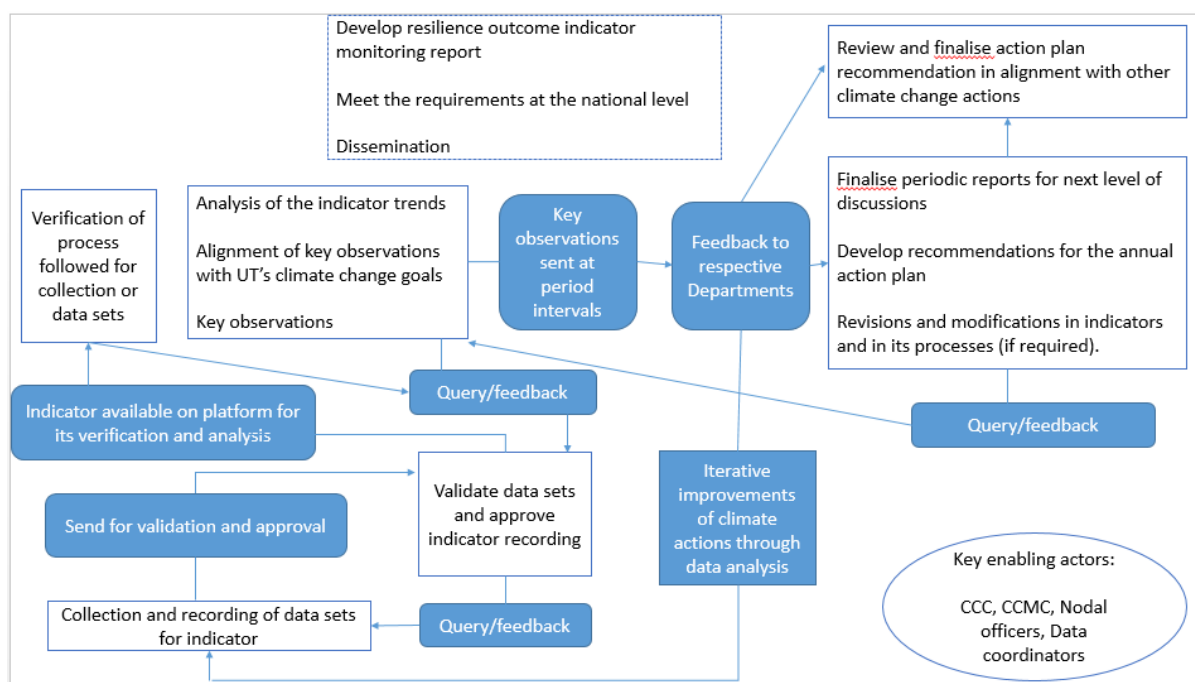 Develop resilience outcome indicator
monitoring report
Meet the requirements at the national level
Dissemination
Review and finalise action plan
recommendation in alignment with other
climate change actions
Verification of
process
followed for
collection or
data sets
Analysis of the indicator trends
Alignment of key observations
with UT's climate change goals
Key observations
Key
observations
sent at
period
intervals
Feedback to
respective
Departments
Finalise periodic reports for next level of
discussions
Develop recommendations for the annual
action plan
Revisions and modifications in indicators
and in its processes (if required).
Query/feedback
Indicator available on platform for
its verification and analysis
Query/feedback
Send for validation and approval
Validate data sets
and approve
indicator recording
Iterative
improvements
of climate
actions through
data analysis
Collection and recording of data sets
for indicator
Query/feedback
Key enabling actors:
CCC, CCMC, Nodal
officers, Data
coordinators